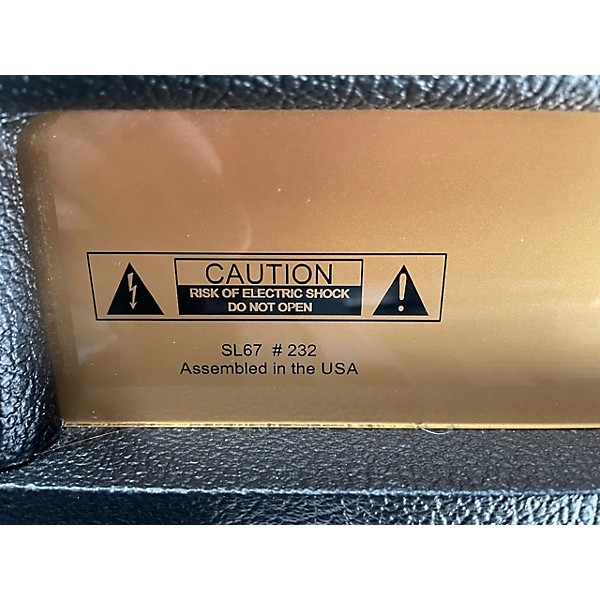 CAUTION
RISK OF ELECTRIC SHOCK
DO NOT OPEN
!
SL67 # 232
Assembled in the USA